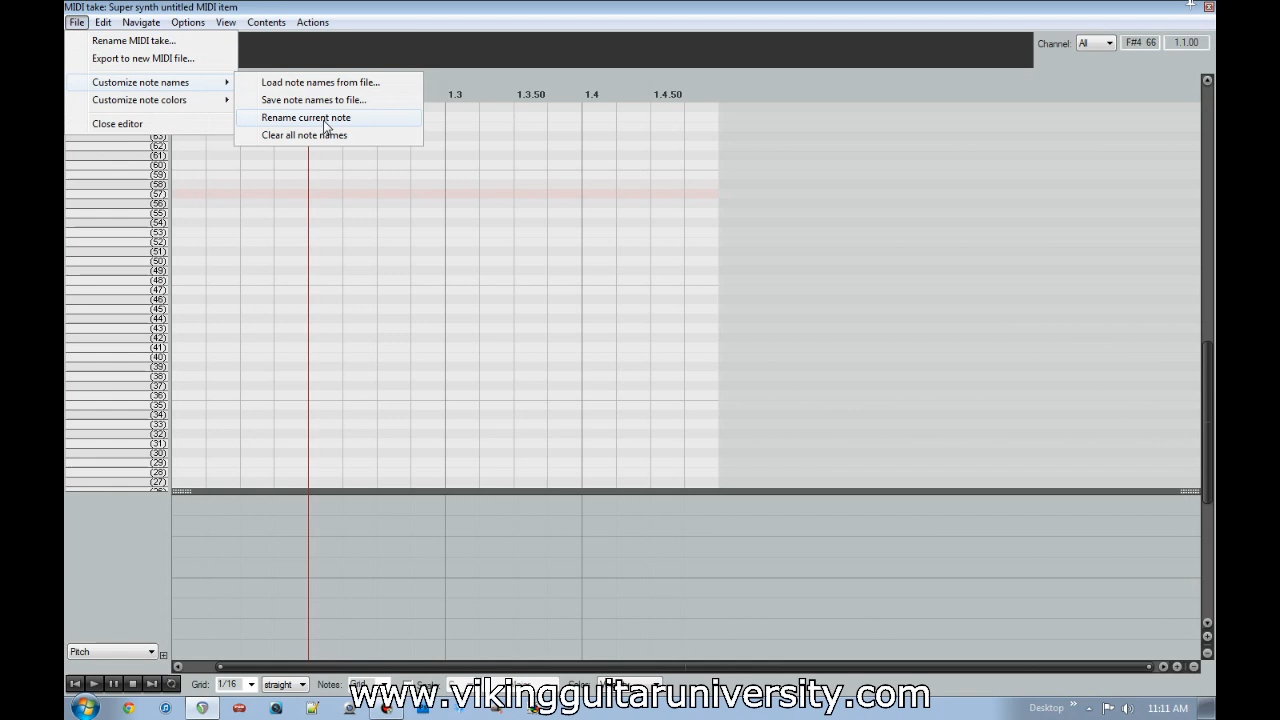 MIDI take: Super synth untitled MIDI item
File Edit Navigate Options View Contents Actions
Rename MIDI take...
Export to new MIDI file...
Customize note names
Customize note colors
Close editor
Load note names from file...
Save note names to file...
Rename current note
Clear all note names
Channel: All F#4 66 1.1.00
1.3 1.3.50 1.4 1.4.50
(63)
(62)
(61)
(60)
(59)
(58)
(57)
(56)
(55)
(54)
(53)
(52)
(51)
(50)
(49)
(48)
(47)
(46)
(45)
(44)
(43)
(42)
(41)
(40)
(39)
(38)
(37)
(36)
(35)
(34)
(33)
(32)
(31)
(30)
(29)
(28)
(27)
Pitch
Grid: 1/16 straight Notes: Grid
www.vikingguitaruniversity.com
Desktop 11:11 AM